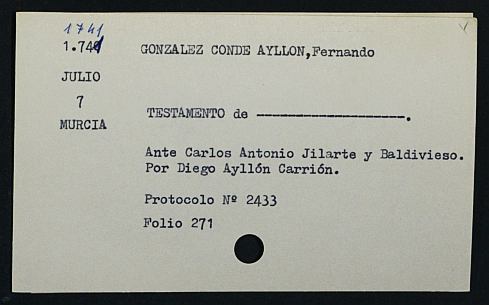 1741
1.741 GONZALEZ CONDE AYLLON,Fernando
JULIO
7
MURCIA
TESTAMENTO de --------------------.
Ante Carlos Antonio Jilarte y Baldivieso.
Por Diego Ayllón Carrión.
Protocolo Nº 2433
Folio 271